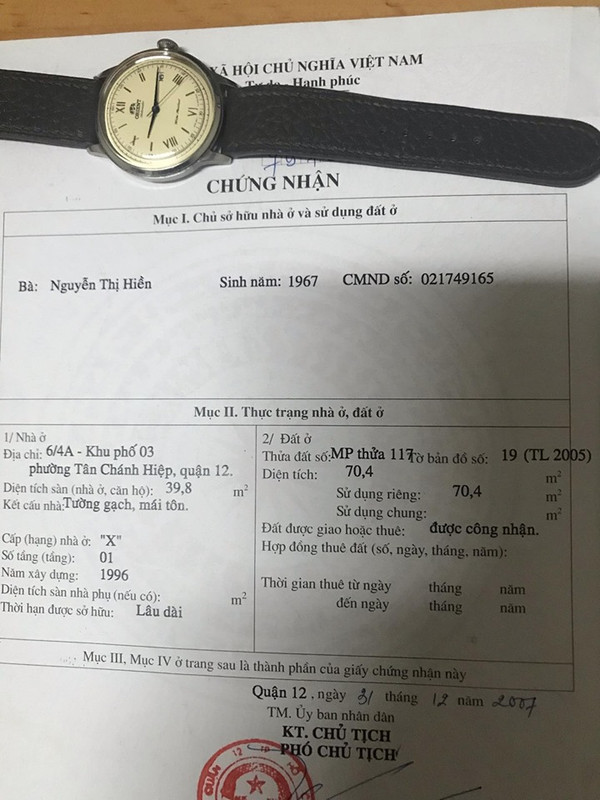 XÃ HỘI CHỦ NGHĨA VIỆT NAM
Tự do - Hạnh phúc
XII
ORIENT
CHỨNG NHẬN
Mục I. Chủ sở hữu nhà ở và sử dụng đất ở
Bà: Nguyễn Thị Hiền Sinh năm: 1967 CMND số: 021749165
Mục II. Thực trạng nhà ở, đất ở
1/ Nhà ở
Địa chỉ: 6/4A - Khu phố 03
phường Tân Chánh Hiệp, quận 12.
Diện tích sàn (nhà ở, căn hộ): 39,8 m²
Kết cấu nhà: Tường gạch, mái tôn.
Cấp (hạng) nhà ở: "X"
Số tầng (tầng): 01
Năm xây dựng: 1996
Diện tích sàn nhà phụ (nếu có): m²
Thời hạn được sở hữu: Lâu dài
2/ Đất ở
Thửa đất số: MP thửa 117 Tờ bản đồ số: 19 (TL 2005)
Diện tích: 70,4 m²
Sử dụng riêng: 70,4 m²
Sử dụng chung: m²
Đất được giao hoặc thuê: được công nhận.
Hợp đồng thuê đất (số, ngày, tháng, năm):
Thời gian thuê từ ngày tháng năm
đến ngày tháng năm
Mục III, Mục IV ở trang sau là thành phần của giấy chứng nhận này
Quận 12, ngày 31 tháng 12 năm 2007
TM. Ủy ban nhân dân
KT. CHỦ TỊCH
PHÓ CHỦ TỊCH
QUẬN 12